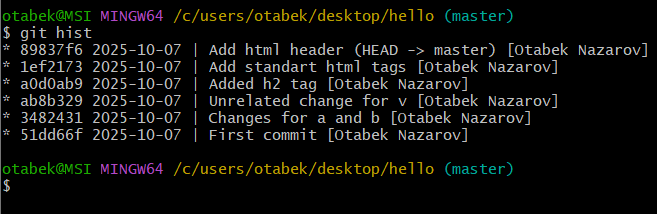 otabek@MSI MINGW64 /c/users/otabek/desktop/hello (master)
$ git hist
* 89837f6 2025-10-07 | Add html header (HEAD -> master) [Otabek Nazarov]
* 1ef2173 2025-10-07 | Add standart html tags [Otabek Nazarov]
* a0d0ab9 2025-10-07 | Added h2 tag [Otabek Nazarov]
* ab8b329 2025-10-07 | Unrelated change for v [Otabek Nazarov]
* 3482431 2025-10-07 | Changes for a and b [Otabek Nazarov]
* 51dd66f 2025-10-07 | First commit [Otabek Nazarov]
otabek@MSI MINGW64 /c/users/otabek/desktop/hello (master)
$